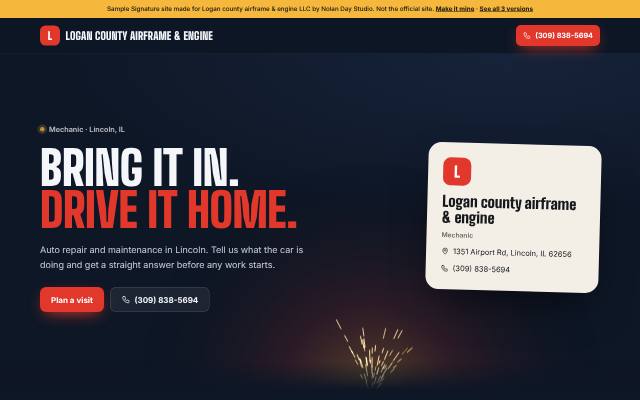 Sample Signature site made for Logan county airframe & engine LLC by Nolan Day Studio. Not the official site. Make it mine · See all 3 versions
L LOGAN COUNTY AIRFRAME & ENGINE
(309) 838-5694
Mechanic · Lincoln, IL
BRING IT IN.
DRIVE IT HOME.
Auto repair and maintenance in Lincoln. Tell us what the car is
doing and get a straight answer before any work starts.
Plan a visit
(309) 838-5694
L
Logan county airframe
& engine
Mechanic
1351 Airport Rd, Lincoln, IL 62656
(309) 838-5694